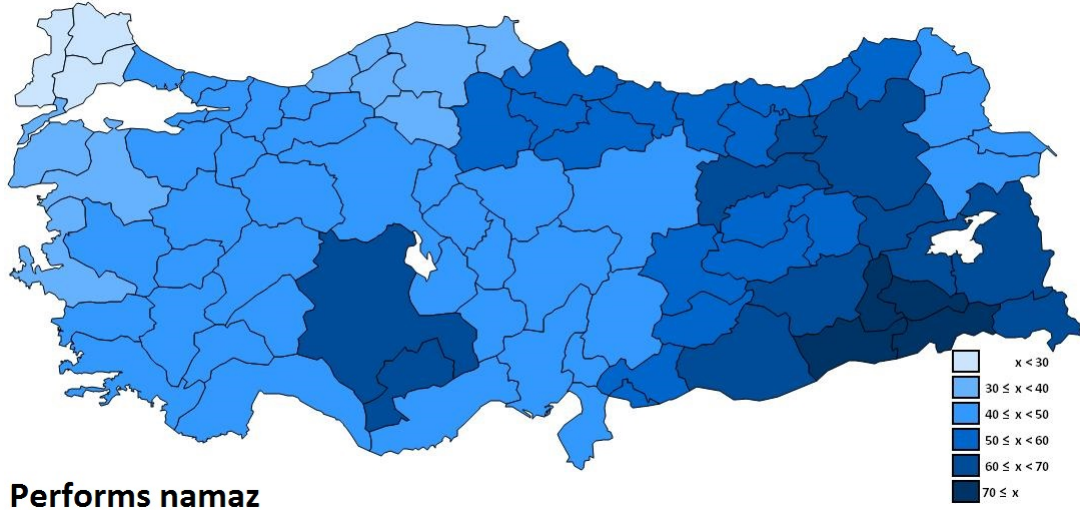 x < 30
30 ≤ x < 40
40 ≤ x < 50
50 ≤ x < 60
60 ≤ x < 70
70 ≤ x
Performs namaz